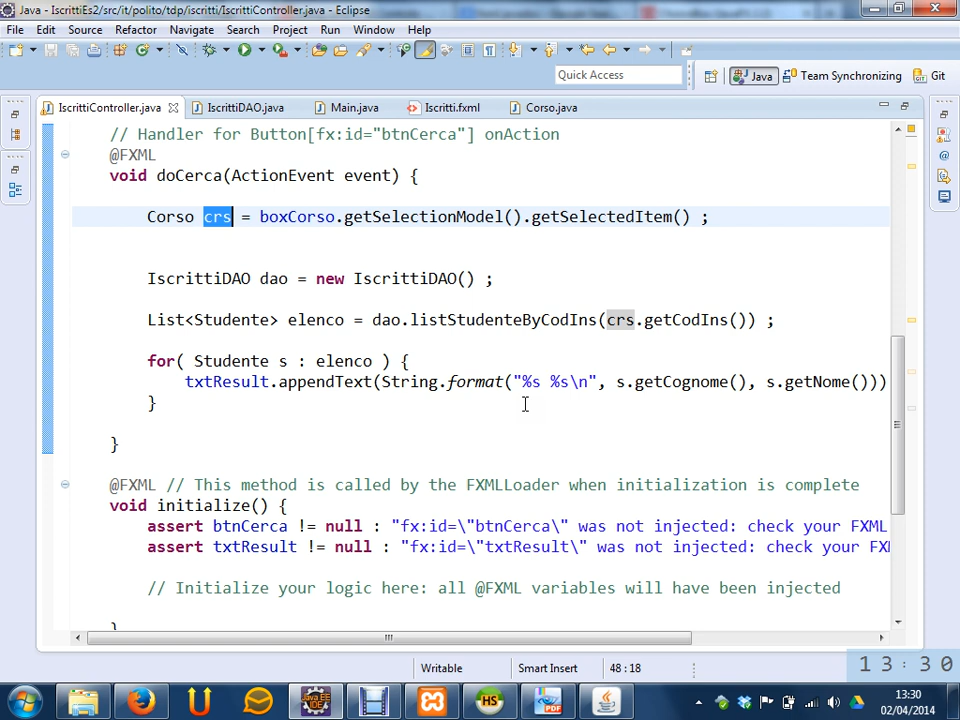 Java - IscrittiEs2/src/it/polito/tdp/iscritti/IscrittiController.java - Eclipse
File Edit Source Refactor Navigate Search Project Run Window Help
Quick Access
Java Team Synchronizing Git
IscrittiController.java IscrittiDAO.java Main.java Iscritti.fxml Corso.java
// Handler for Button[fx:id="btnCerca"] onAction
@FXML
void doCerca(ActionEvent event) {
Corso crs = boxCorso.getSelectionModel().getSelectedItem() ;
IscrittiDAO dao = new IscrittiDAO() ;
List<Studente> elenco = dao.listStudenteByCodIns(crs.getCodIns()) ;
for( Studente s : elenco ) {
txtResult.appendText(String.format("%s %s\n", s.getCognome(), s.getNome()))
}
}
@FXML // This method is called by the FXMLLoader when initialization is complete
void initialize() {
assert btnCerca != null : "fx:id=\"btnCerca\" was not injected: check your FXML
assert txtResult != null : "fx:id=\"txtResult\" was not injected: check your FX
// Initialize your logic here: all @FXML variables will have been injected
}
Writable Smart Insert 48 : 18
13:30
13:30
02/04/2014